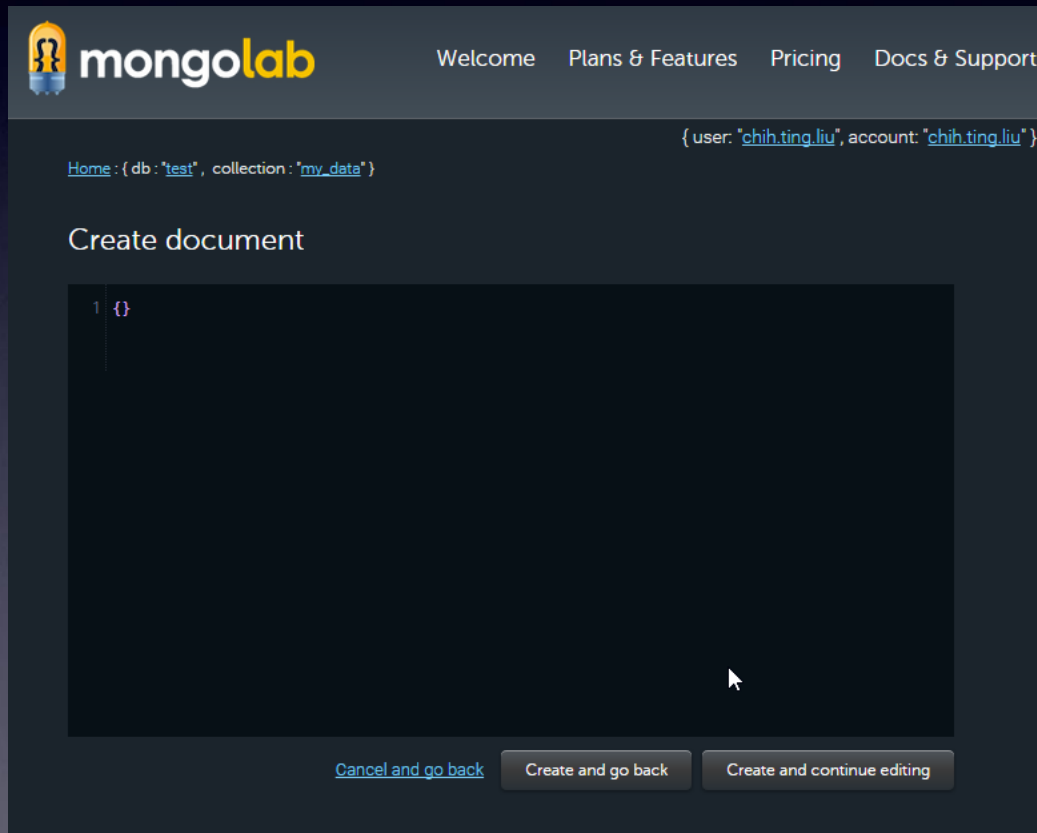 mongolab
Welcome Plans & Features Pricing Docs & Support
{ user: "chih.ting.liu", account: "chih.ting.liu" }
Home : { db : "test" , collection : "my_data" }
Create document
1 {}
Cancel and go back Create and go back Create and continue editing